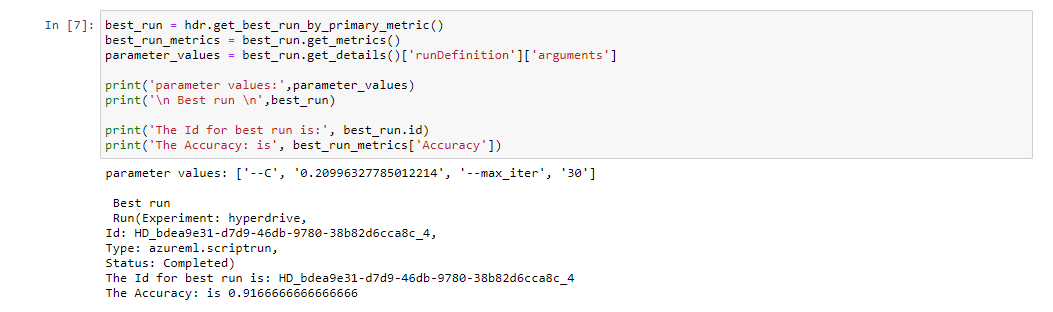 In [7]: best_run = hdr.get_best_run_by_primary_metric()
best_run_metrics = best_run.get_metrics()
parameter_values = best_run.get_details()['runDefinition']['arguments']
print('parameter values:',parameter_values)
print('\n Best run \n',best_run)
print('The Id for best run is:', best_run.id)
print('The Accuracy: is', best_run_metrics['Accuracy'])
parameter values: ['--C', '0.20996327785012214', '--max_iter', '30']
Best run
Run(Experiment: hyperdrive,
Id: HD_bdea9e31-d7d9-46db-9780-38b82d6cca8c_4,
Type: azureml.scriptrun,
Status: Completed)
The Id for best run is: HD_bdea9e31-d7d9-46db-9780-38b82d6cca8c_4
The Accuracy: is 0.9166666666666666